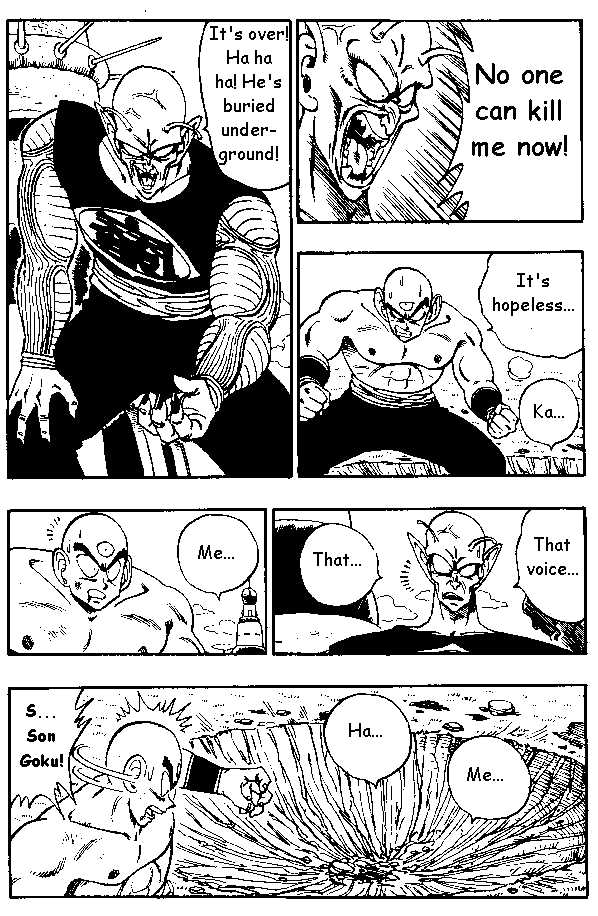 It's over!
Ha ha
ha! He's
buried
under-
ground!
No one
can kill
me now!
It's
hopeless...
Ka...
Me...
That...
That
voice...
S...
Son
Goku!
Ha...
Me...